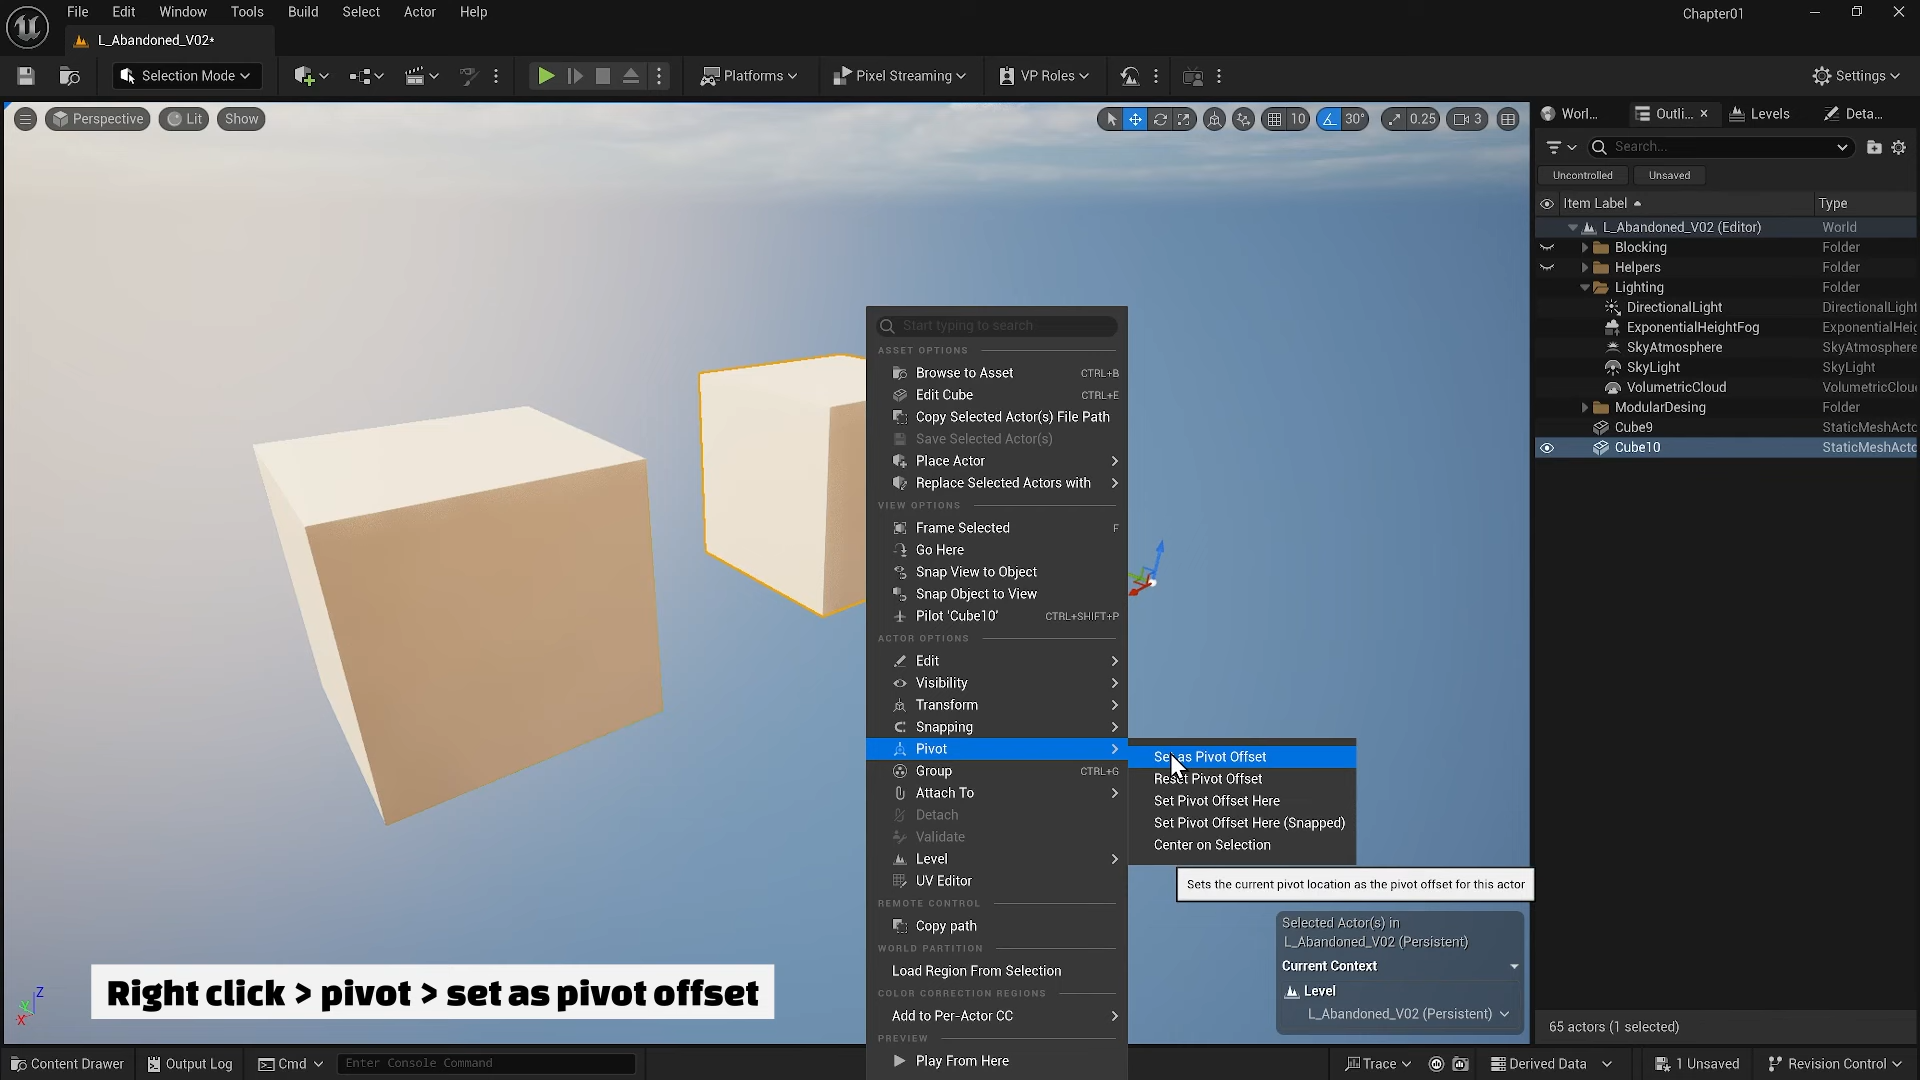 File Edit Window Tools Build Select Actor Help
Chapter01
L_Abandoned_V02*
Selection Mode
Platforms
Pixel Streaming
VP Roles
Settings
Perspective
Lit
Show
10
30°
0.25
3
Worl...
Outli...
Levels
Deta...
Search...
Uncontrolled
Unsaved
Item Label
Type
L_Abandoned_V02 (Editor) World
Blocking Folder
Helpers Folder
Lighting Folder
DirectionalLight DirectionalLight
ExponentialHeightFog ExponentialHeig
SkyAtmosphere SkyAtmosphere
SkyLight SkyLight
VolumetricCloud VolumetricClou
ModularDesing Folder
Cube9 StaticMeshActo
Cube10 StaticMeshActo
65 actors (1 selected)
Start typing to search
ASSET OPTIONS
Browse to Asset CTRL+B
Edit Cube CTRL+E
Copy Selected Actor(s) File Path
Save Selected Actor(s)
Place Actor
Replace Selected Actors with
VIEW OPTIONS
Frame Selected F
Go Here
Snap View to Object
Snap Object to View
Pilot 'Cube10' CTRL+SHIFT+P
ACTOR OPTIONS
Edit
Visibility
Transform
Snapping
Pivot
Group CTRL+G
Attach To
Detach
Validate
Level
UV Editor
REMOTE CONTROL
Copy path
WORLD PARTITION
Load Region From Selection
COLOR CORRECTION REGIONS
Add to Per-Actor CC
PREVIEW
Play From Here
Set as Pivot Offset
Reset Pivot Offset
Set Pivot Offset Here
Set Pivot Offset Here (Snapped)
Center on Selection
Sets the current pivot location as the pivot offset for this actor
Selected Actor(s) in
L_Abandoned_V02 (Persistent)
Current Context
Level
L_Abandoned_V02 (Persistent)
Z
Y
X
Right click > pivot > set as pivot offset
Content Drawer
Output Log
Cmd
Enter Console Command
Trace
Derived Data
1 Unsaved
Revision Control